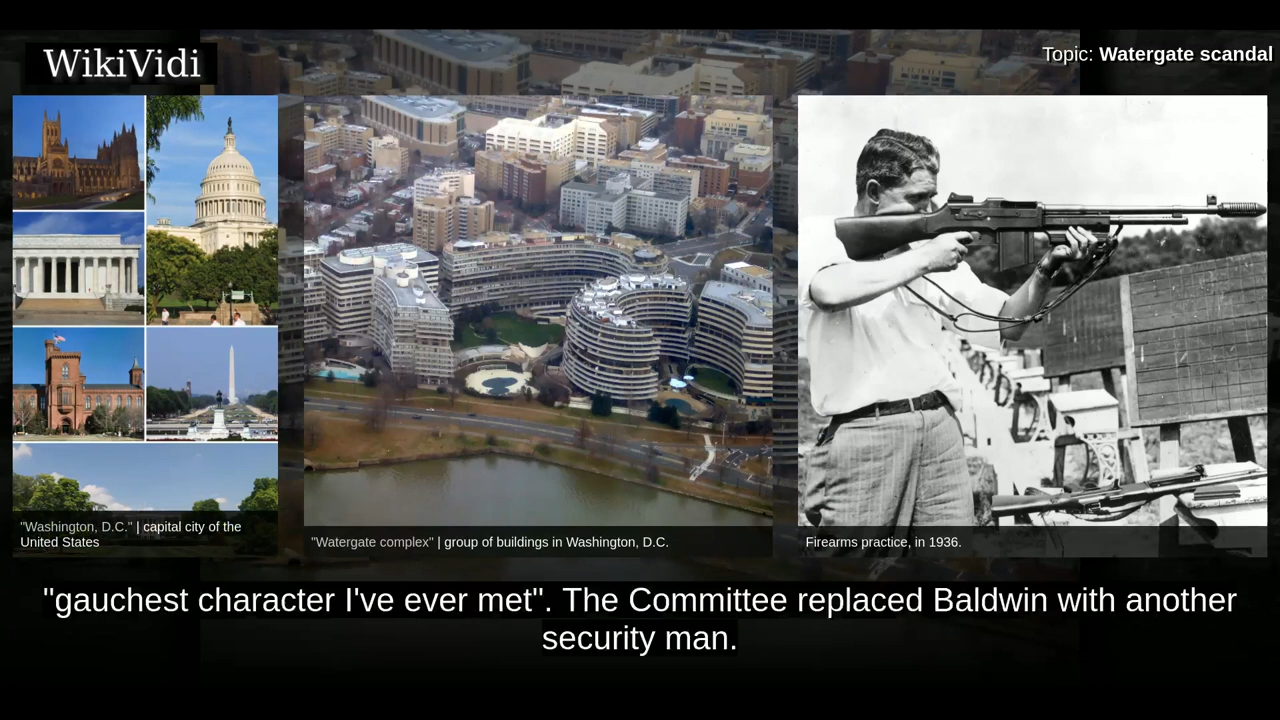 WikiVidi
Topic: Watergate scandal
"Washington, D.C." | capital city of the
United States
"Watergate complex" | group of buildings in Washington, D.C.
Firearms practice, in 1936.
"gauchest character I've ever met". The Committee replaced Baldwin with another
security man.